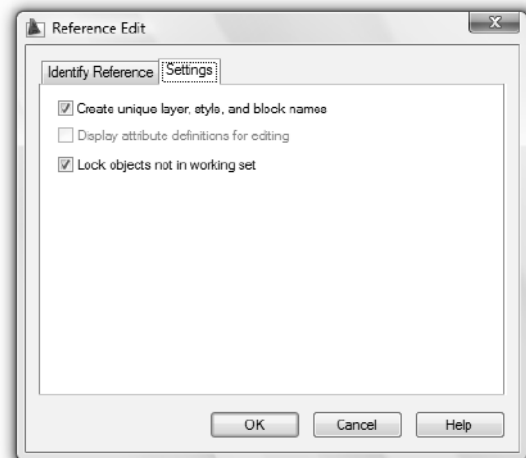 Reference Edit
X
Identify Reference Settings
Create unique layer, style, and block names
Display attribute definitions for editing
Lock objects not in working set
OK Cancel Help